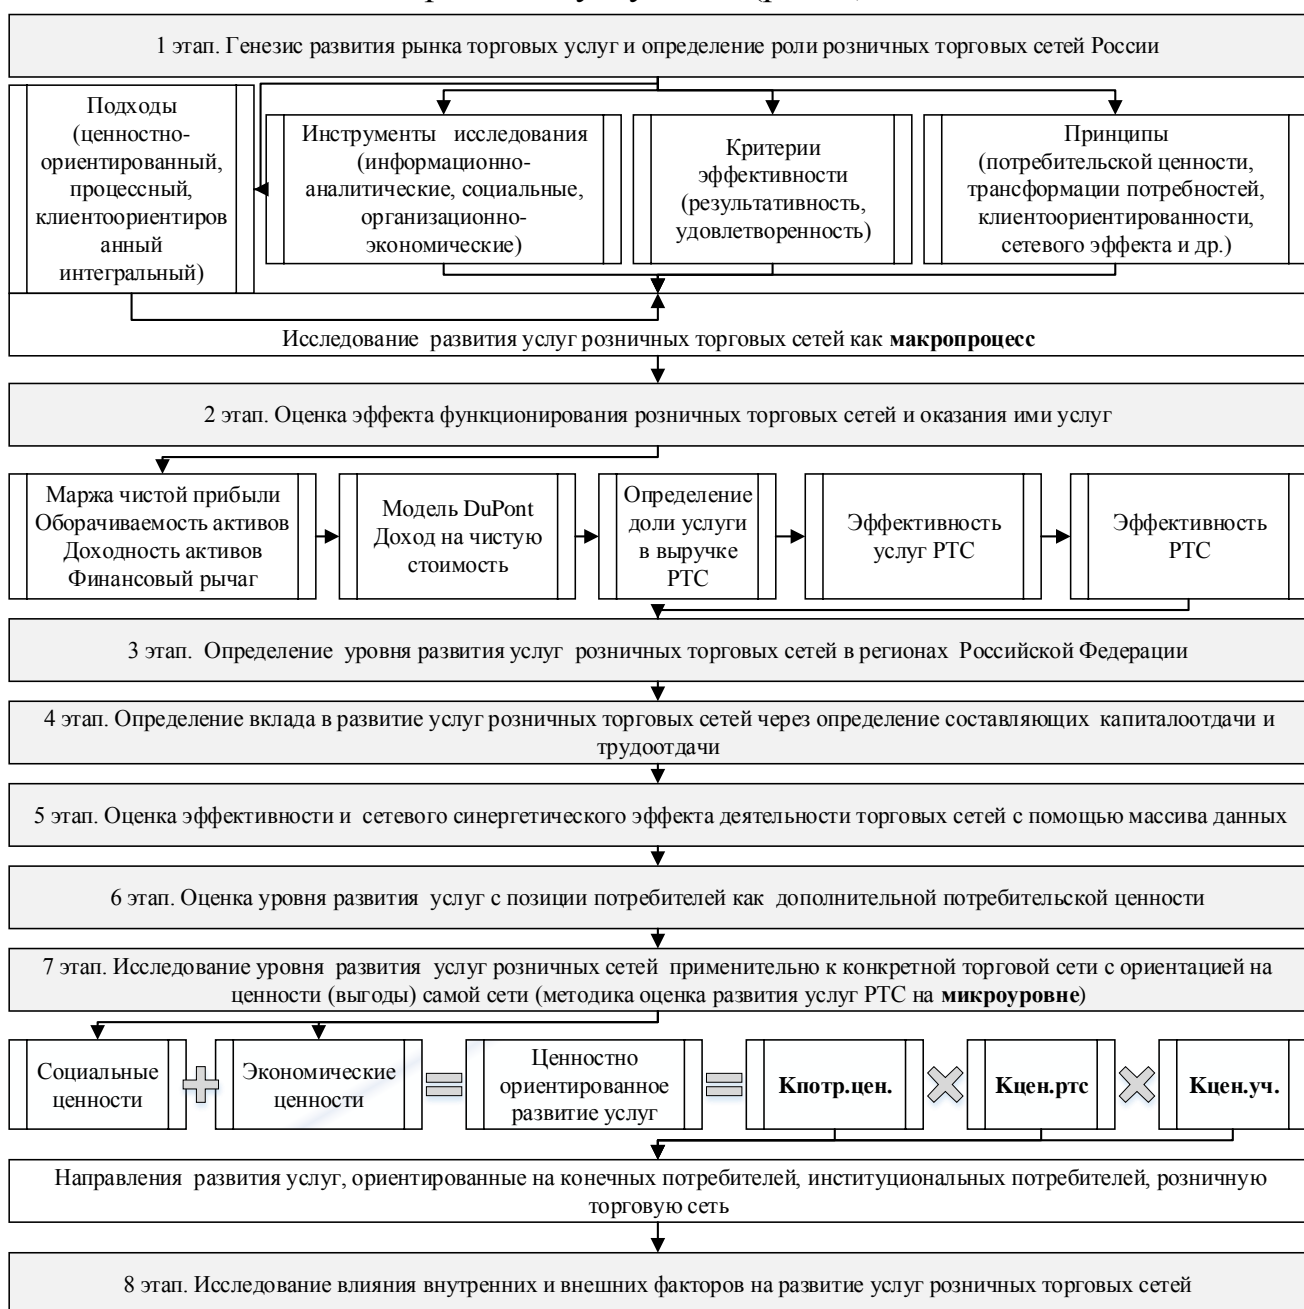 1 этап. Генезис развития рынка торговых услуг и определение роли розничных торговых сетей России
Подходы
(ценностно-
ориентированный,
процессный,
клиентоориентиров
анный
интегральный)
Инструменты исследования
(информационно-
аналитические, социальные,
организационно-
экономические)
Критерии
эффективности
(результативность,
удовлетворенность)
Принципы
(потребительской ценности,
трансформации потребностей,
клиентоориентированности,
сетевого эффекта и др.)
Исследование развития услуг розничных торговых сетей как макропроцесс
2 этап. Оценка эффекта функционирования розничных торговых сетей и оказания ими услуг
Маржа чистой прибыли
Оборачиваемость активов
Доходность активов
Финансовый рычаг
Модель DuPont
Доход на чистую
стоимость
Определение
доли услуги
в выручке
РТС
Эффективность
услуг РТС
Эффективность
РТС
3 этап. Определение уровня развития услуг розничных торговых сетей в регионах Российской Федерации
4 этап. Определение вклада в развитие услуг розничных торговых сетей через определение составляющих капиталоотдачи и
трудоотдачи
5 этап. Оценка эффективности и сетевого синергетического эффекта деятельности торговых сетей с помощью массива данных
6 этап. Оценка уровня развития услуг с позиции потребителей как дополнительной потребительской ценности
7 этап. Исследование уровня развития услуг розничных сетей применительно к конкретной торговой сети с ориентацией на
ценности (выгоды) самой сети (методика оценка развития услуг РТС на микроуровне)
Социальные
ценности
Экономические
ценности
Ценностно
ориентированное
развитие услуг
Кпотр.цен.
Кцен.ртс
Кцен.уч.
Направления развития услуг, ориентированные на конечных потребителей, институциональных потребителей, розничную
торговую сеть
8 этап. Исследование влияния внутренних и внешних факторов на развитие услуг розничных торговых сетей